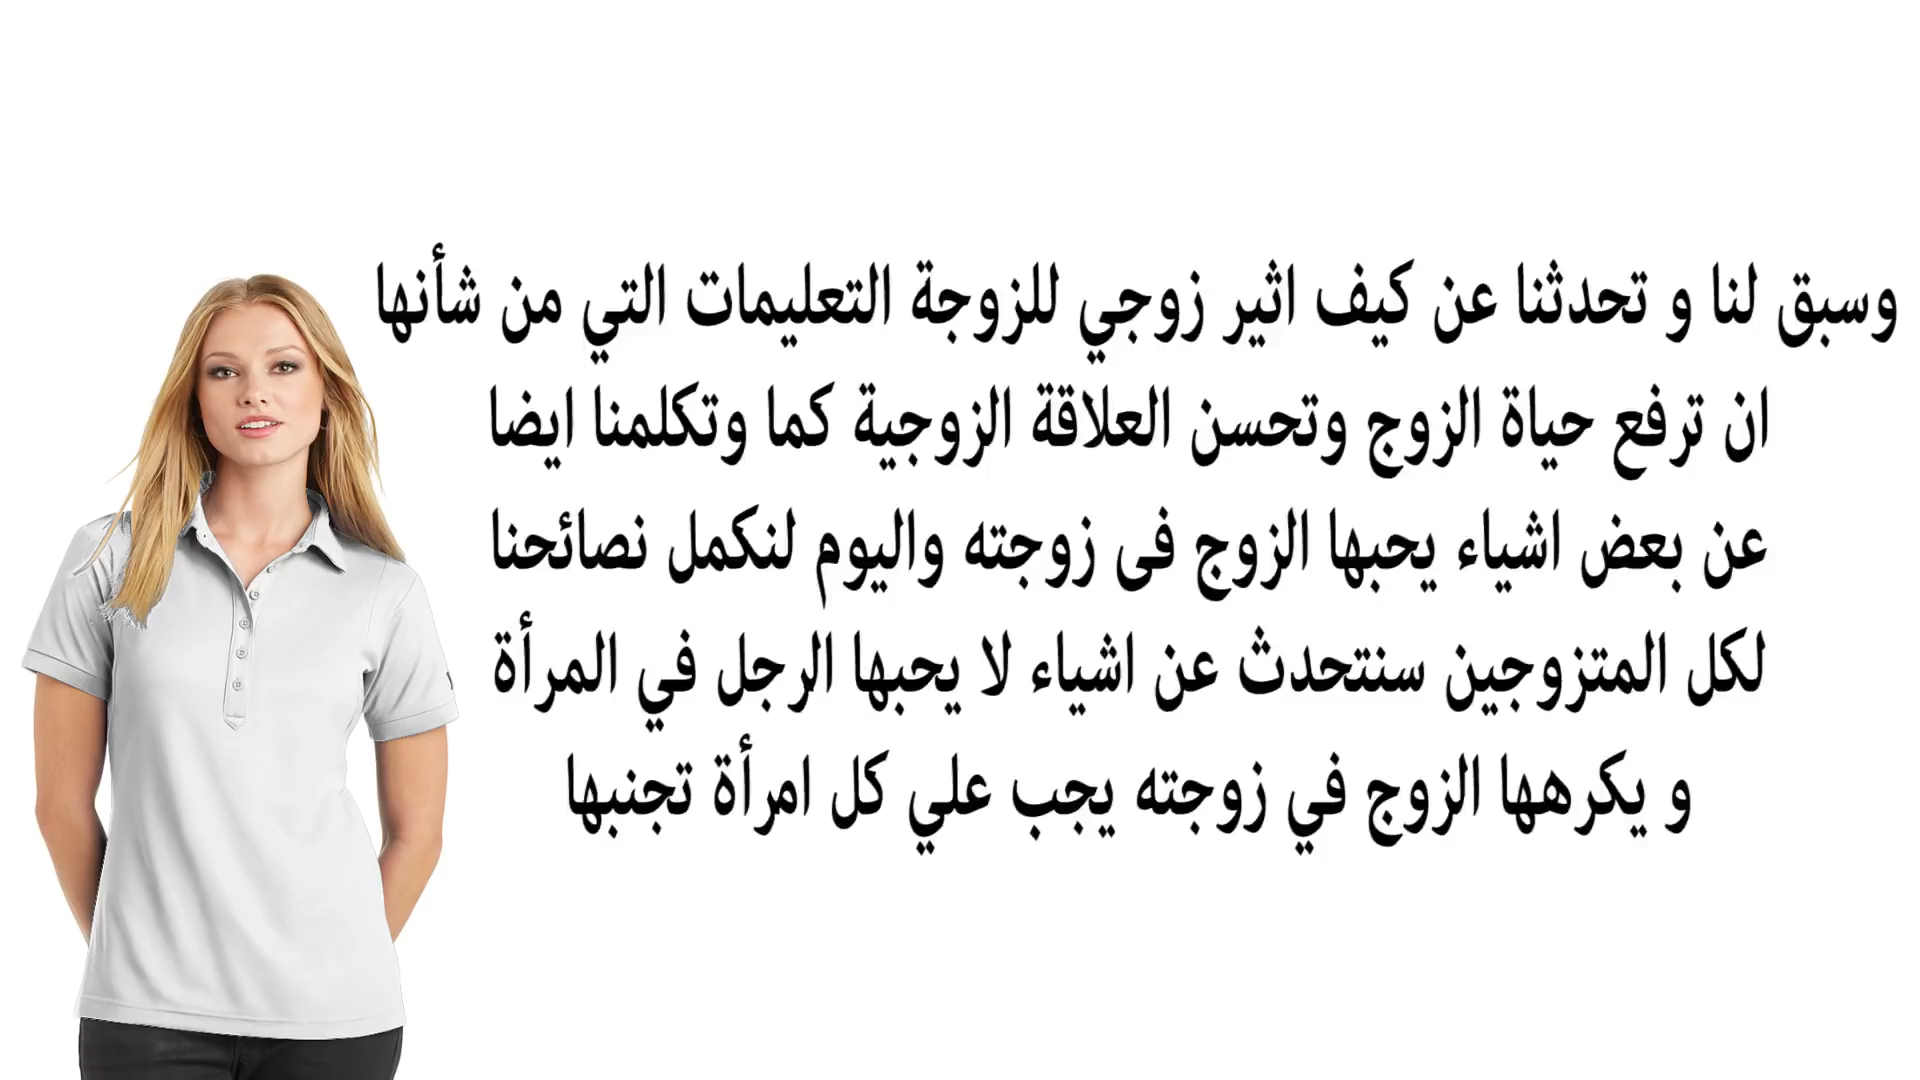 وسبق لنا و تحدثنا عن كيف اثير زوجي للزوجة التعليمات التي من شأنها
ان ترفع حياة الزوج وتحسن العلاقة الزوجية كما وتكلمنا ايضا
عن بعض اشياء يحبها الزوج فى زوجته واليوم لنكمل نصائحنا
لكل المتزوجين سنتحدث عن اشياء لا يحبها الرجل في المرأة
و يكرهها الزوج في زوجته يجب علي كل امرأة تجنبها